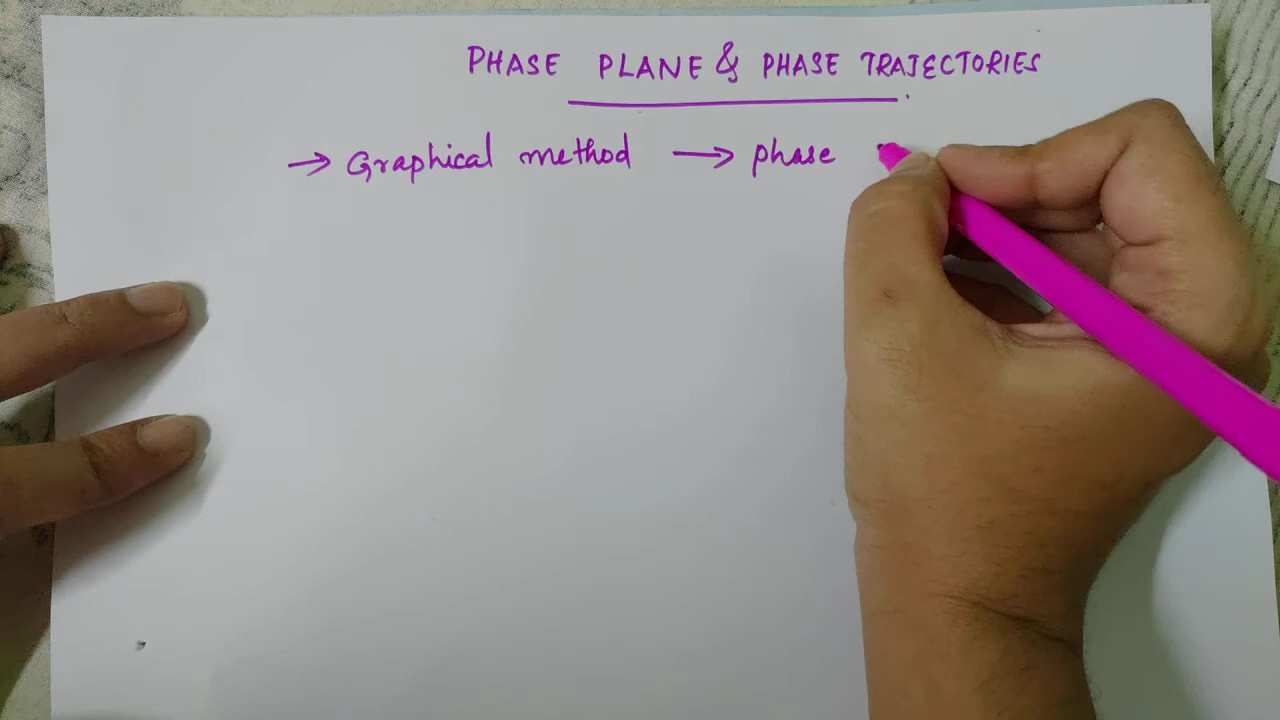 PHASE PLANE & PHASE TRAJECTORIES
→ Graphical method → phase